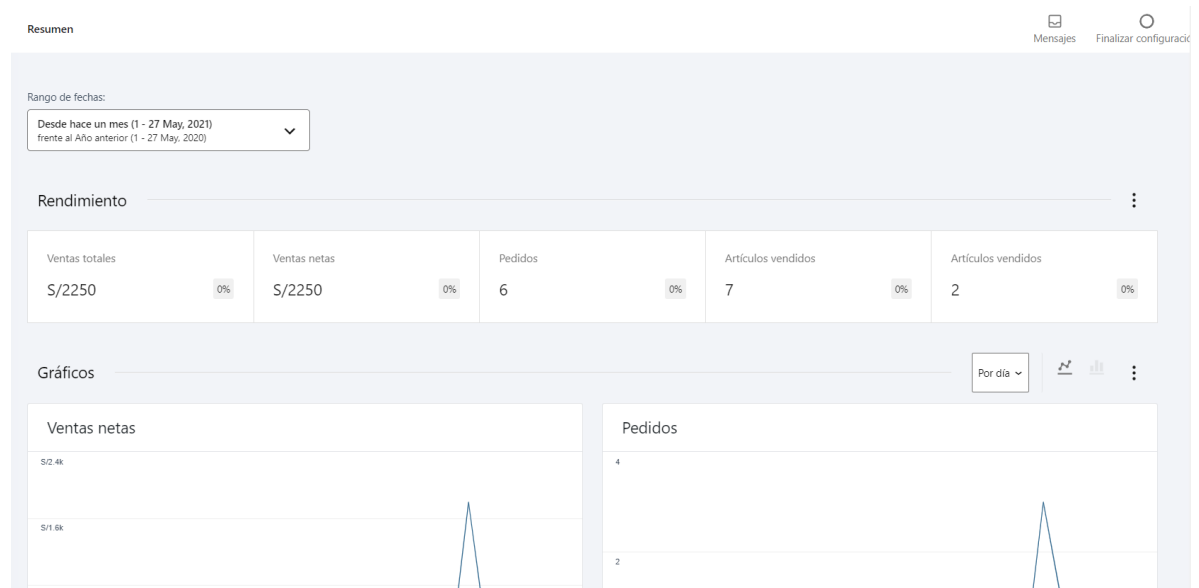 Resumen
Mensajes
Finalizar configuració
Rango de fechas:
Desde hace un mes (1 - 27 May, 2021)
frente al Año anterior (1 - 27 May, 2020)
Rendimiento
Ventas totales
S/2250
0%
Ventas netas
S/2250
0%
Pedidos
6
0%
Artículos vendidos
7
0%
Artículos vendidos
2
0%
Gráficos
Por día
Ventas netas
S/2.4k
S/1.6k
Pedidos
4
2